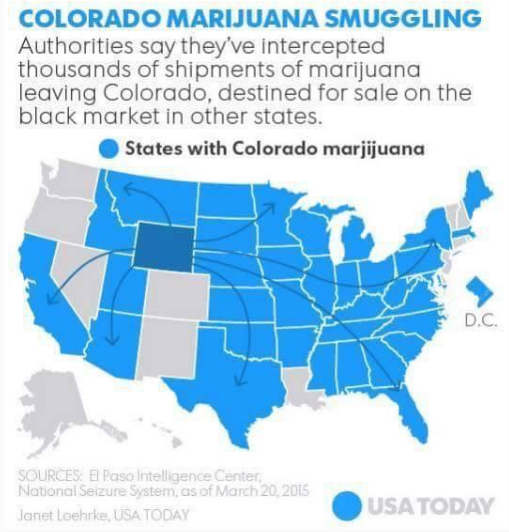 COLORADO MARIJUANA SMUGGLING
Authorities say they've intercepted
thousands of shipments of marijuana
leaving Colorado, destined for sale on the
black market in other states.
States with Colorado marjijuana
D.C.
SOURCES: El Paso Intelligence Center,
National Seizure System, as of March 20, 2015
Janet Loehrke, USA TODAY
USA TODAY